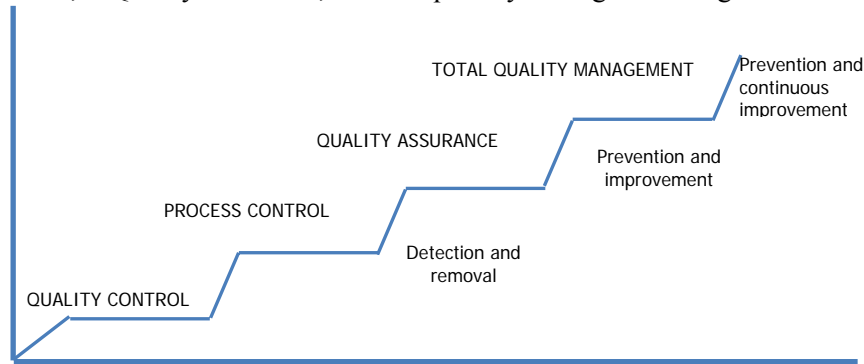 TOTAL QUALITY MANAGEMENT
Prevention and
continuous
improvement
QUALITY ASSURANCE
Prevention and
improvement
PROCESS CONTROL
Detection and
removal
QUALITY CONTROL